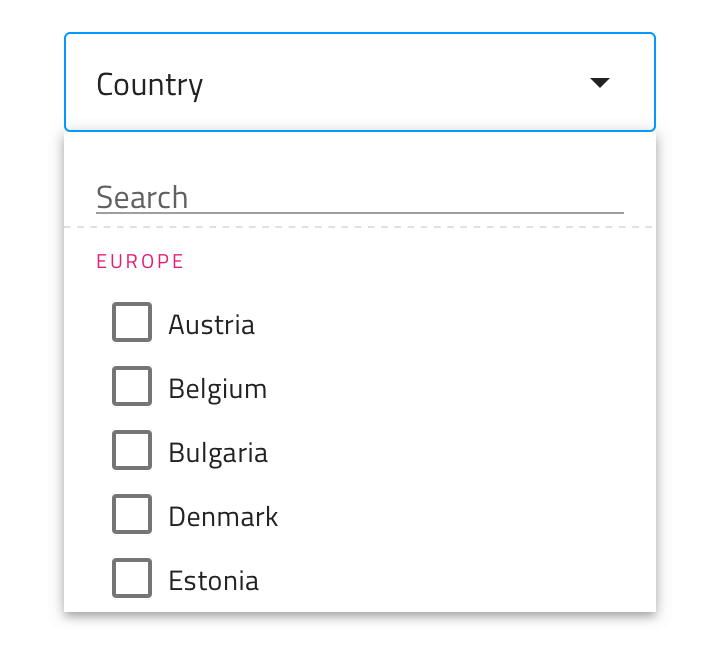 Country
Search
EUROPE
Austria
Belgium
Bulgaria
Denmark
Estonia